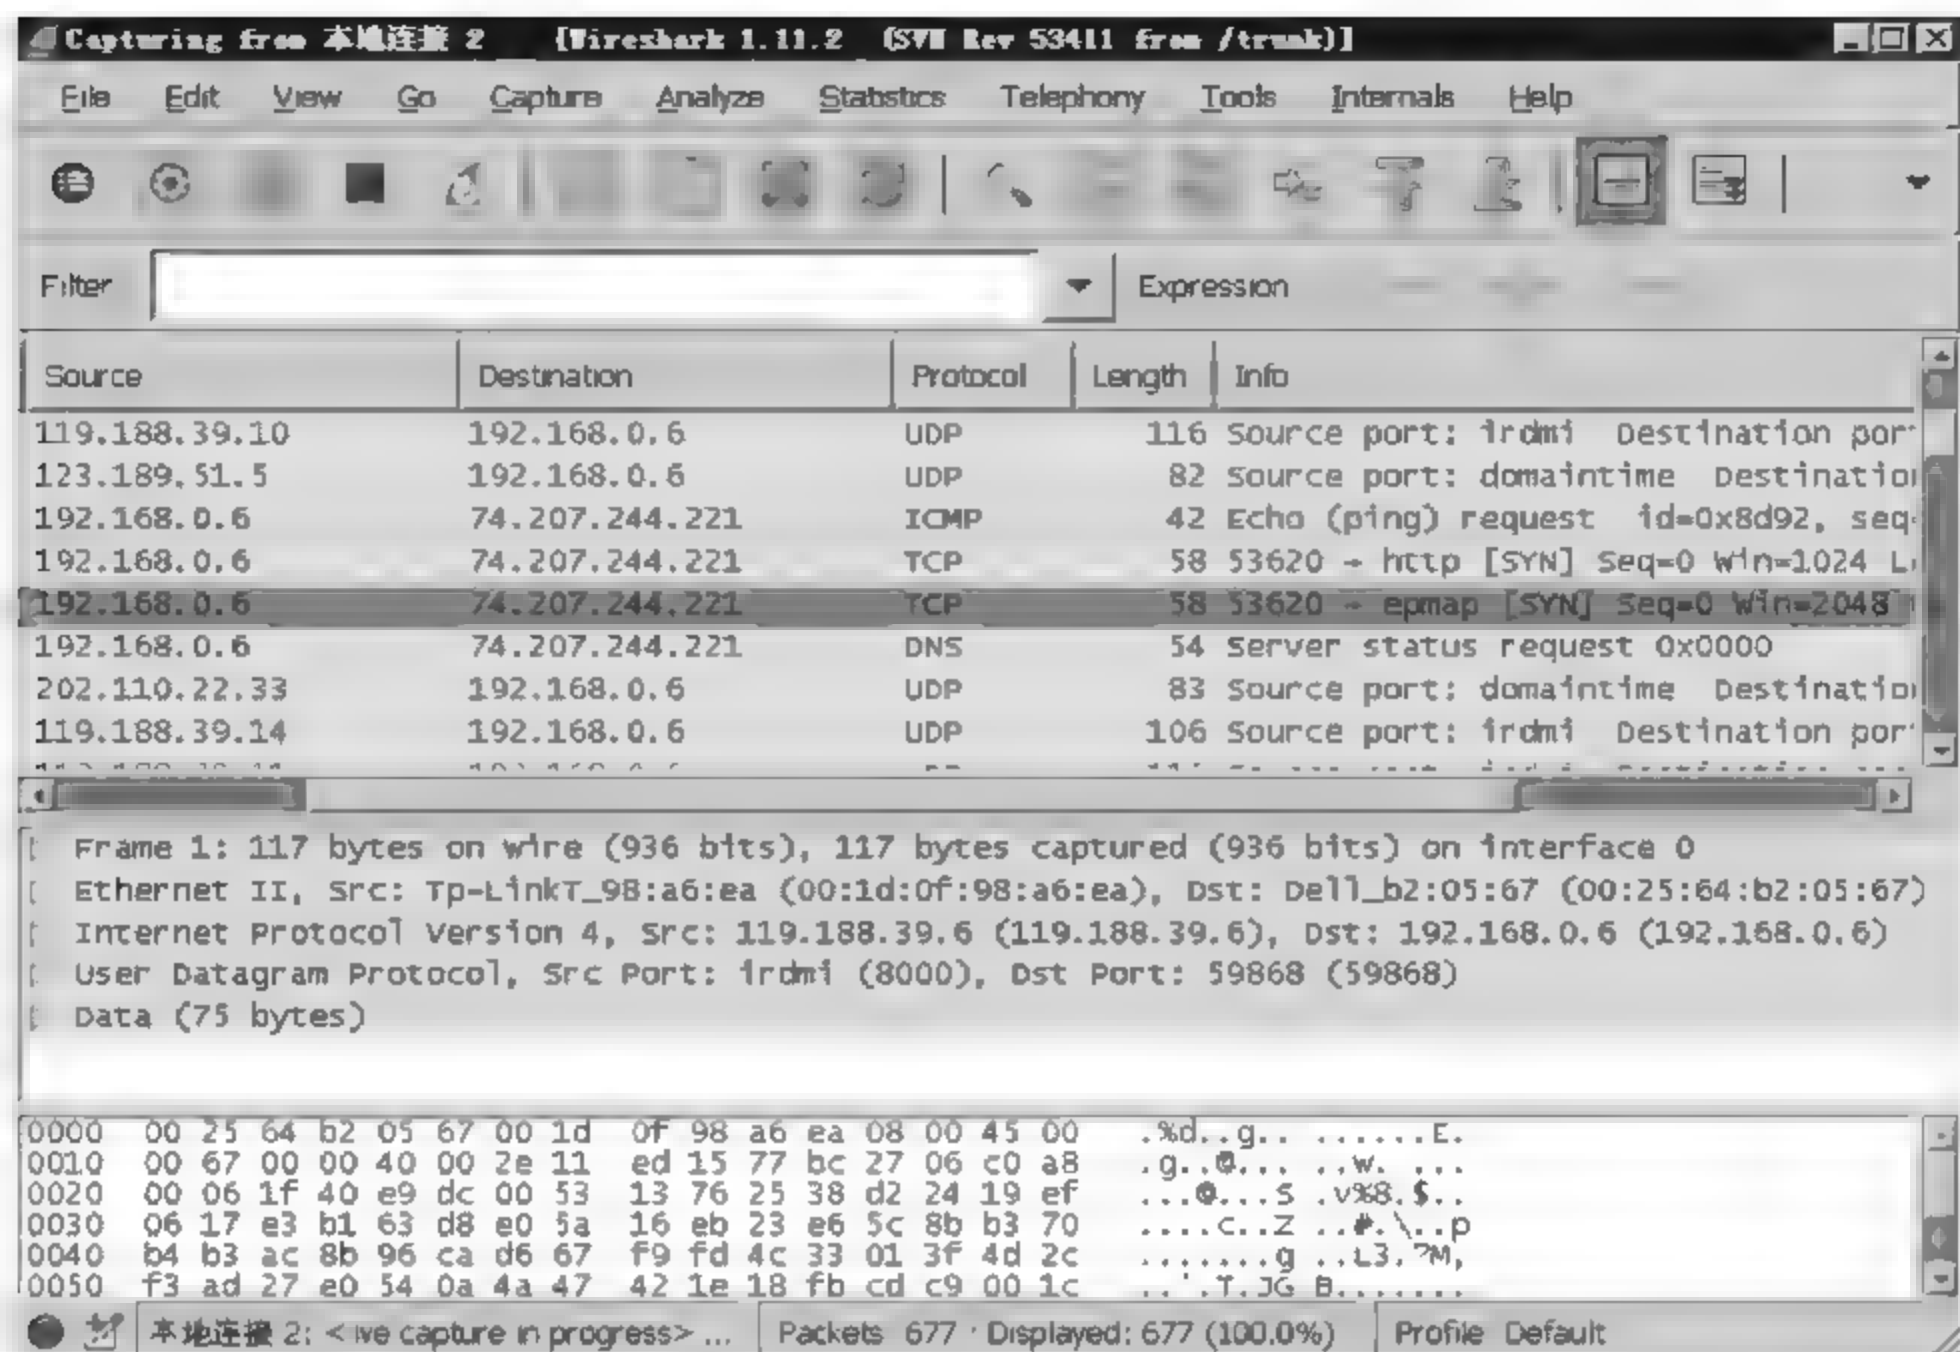 Capturing from 本地连接 2 [Wireshark 1.11.2 (SVN Rev 53411 from /trunk)]
File Edit View Go Capture Analyze Statistics Telephony Tools Internals Help
Filter Expression
Source Destination Protocol Length Info
119.188.39.10 192.168.0.6 UDP 116 Source port: irdmi Destination por
123.189.51.5 192.168.0.6 UDP 82 Source port: domaintime Destination
192.168.0.6 74.207.244.221 ICMP 42 Echo (ping) request id=0x8d92, seq
192.168.0.6 74.207.244.221 TCP 58 53620 → http [SYN] Seq=0 Win=1024 L
192.168.0.6 74.207.244.221 TCP 58 53620 → epmap [SYN] Seq=0 Win=2048
192.168.0.6 74.207.244.221 DNS 54 Server status request 0x0000
202.110.22.33 192.168.0.6 UDP 83 Source port: domaintime Destination
119.188.39.14 192.168.0.6 UDP 106 Source port: irdmi Destination por
Frame 1: 117 bytes on wire (936 bits), 117 bytes captured (936 bits) on interface 0
Ethernet II, Src: Tp-LinkT_98:a6:ea (00:1d:0f:98:a6:ea), Dst: Dell_b2:05:67 (00:25:64:b2:05:67)
Internet Protocol Version 4, Src: 119.188.39.6 (119.188.39.6), Dst: 192.168.0.6 (192.168.0.6)
User Datagram Protocol, Src Port: irdmi (8000), Dst Port: 59868 (59868)
Data (75 bytes)
0000 00 25 64 b2 05 67 00 1d 0f 98 a6 ea 08 00 45 00 .%d..g.. ......E.
0010 00 67 00 00 40 00 2e 11 ed 15 77 bc 27 06 c0 a8 .g..@... ..w. ...
0020 00 06 1f 40 e9 dc 00 53 13 76 25 38 d2 24 19 ef ...@...S .v%8.$..
0030 06 17 e3 b1 63 d8 e0 5a 16 eb 23 e6 5c 8b b3 70 ....c..Z ..#.\..p
0040 b4 b3 ac 8b 96 ca d6 67 f9 fd 4c 33 01 3f 4d 2c .......g ..L3.?M,
0050 f3 ad 27 e0 54 0a 4a 47 42 1e 18 fb cd c9 00 1c ..'.T.JG B.......
本地连接 2: <live capture in progress> ... Packets 677 · Displayed: 677 (100.0%) Profile Default